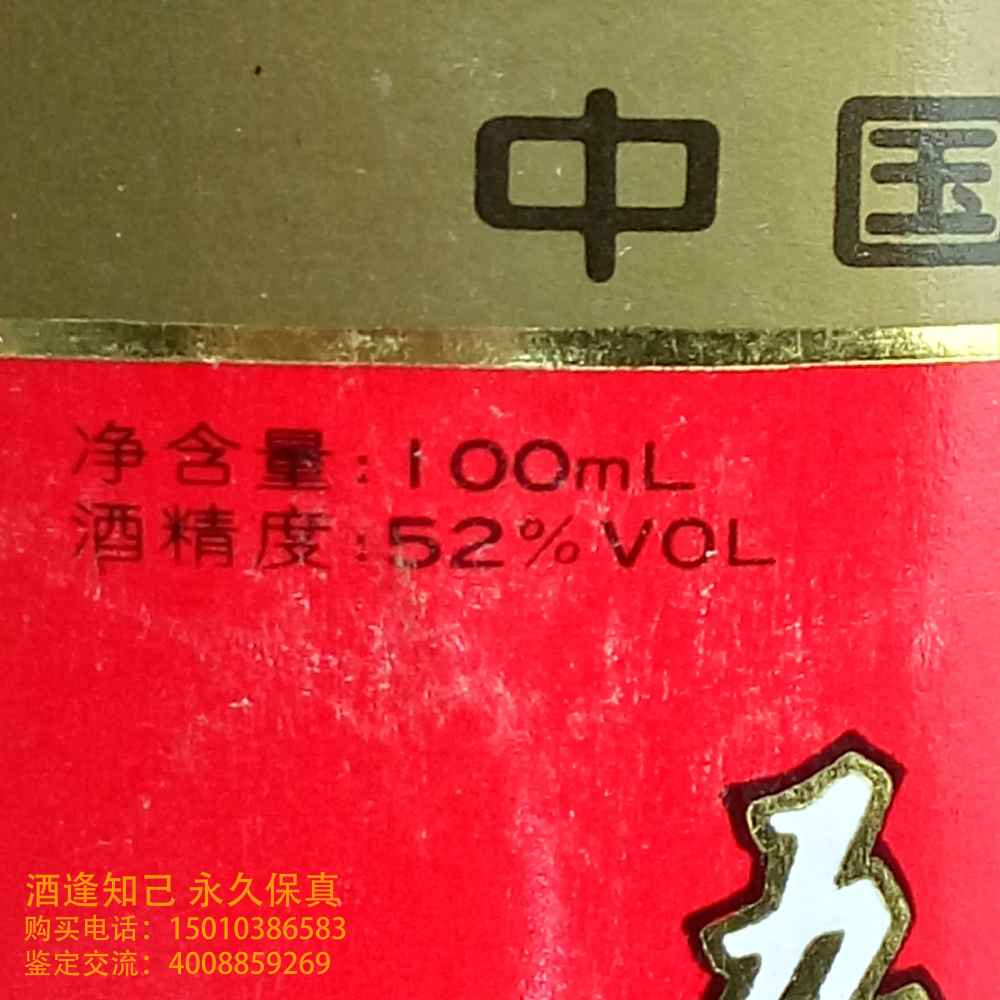 中国
净含量:100mL
酒精度:52%VOL
五
酒逢知己 永久保真
购买电话：15010386583
鉴定交流：4008859269